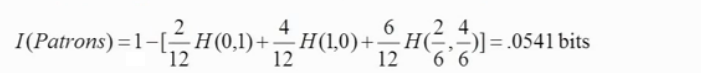 I(Patrons)=1−[2/12 H(0,1)+4/12 H(1,0)+6/12 H(2/6,4/6)]=.0541 bits